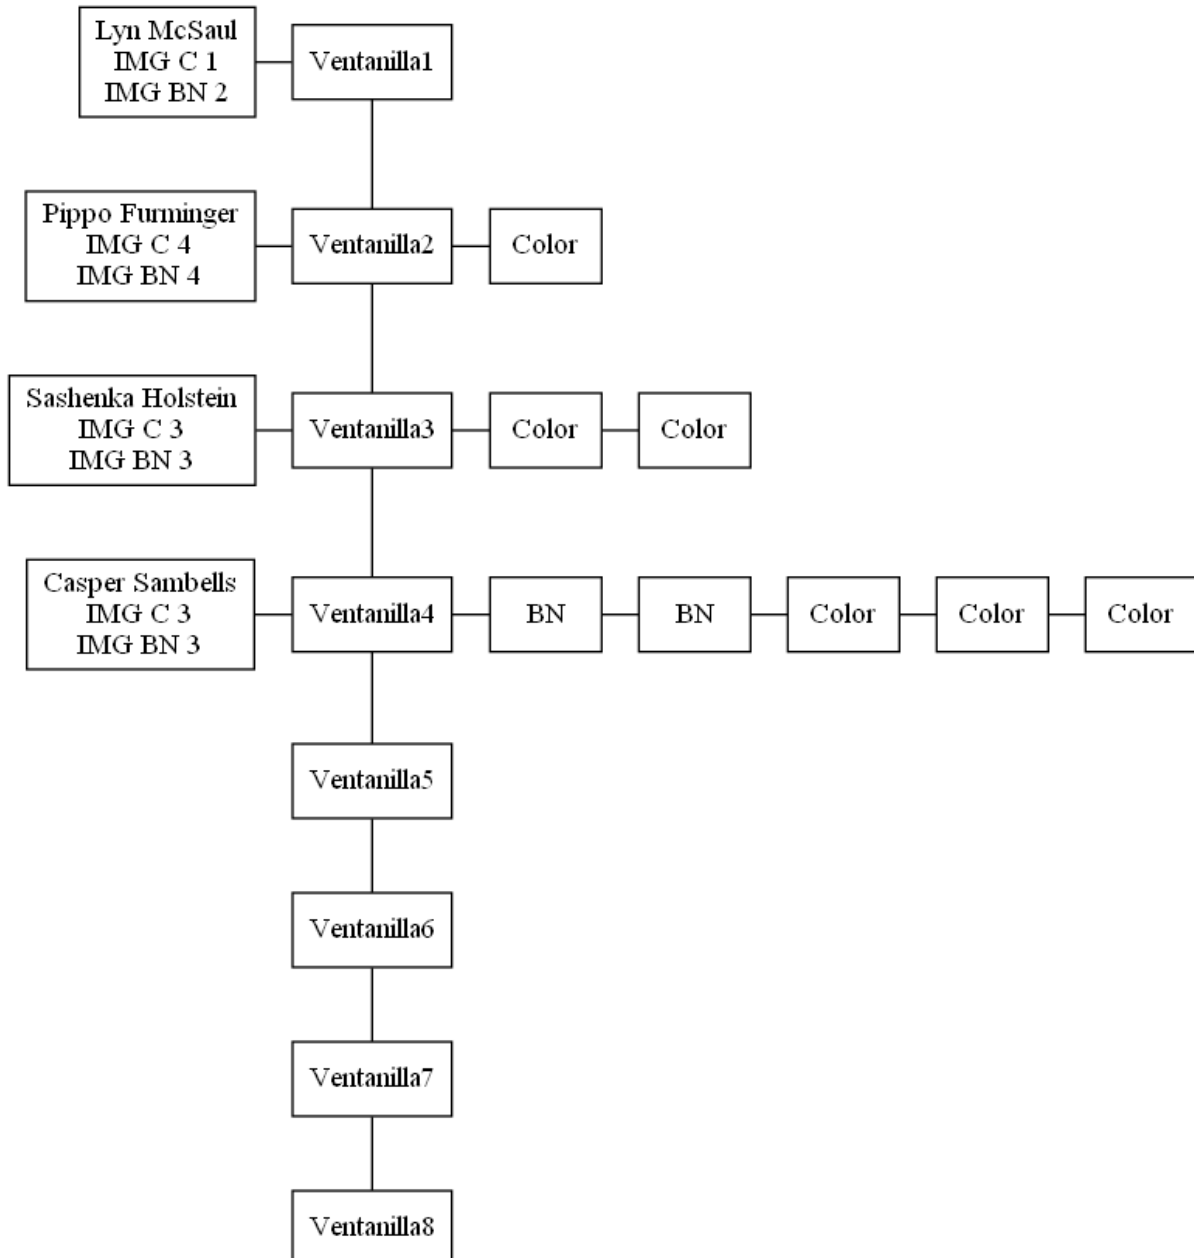 Lyn McSaul
IMG C 1
IMG BN 2
Ventanilla1
Pippo Furminger
IMG C 4
IMG BN 4
Ventanilla2
Color
Sashenka Holstein
IMG C 3
IMG BN 3
Ventanilla3
Color
Color
Casper Sambells
IMG C 3
IMG BN 3
Ventanilla4
BN
BN
Color
Color
Color
Ventanilla5
Ventanilla6
Ventanilla7
Ventanilla8